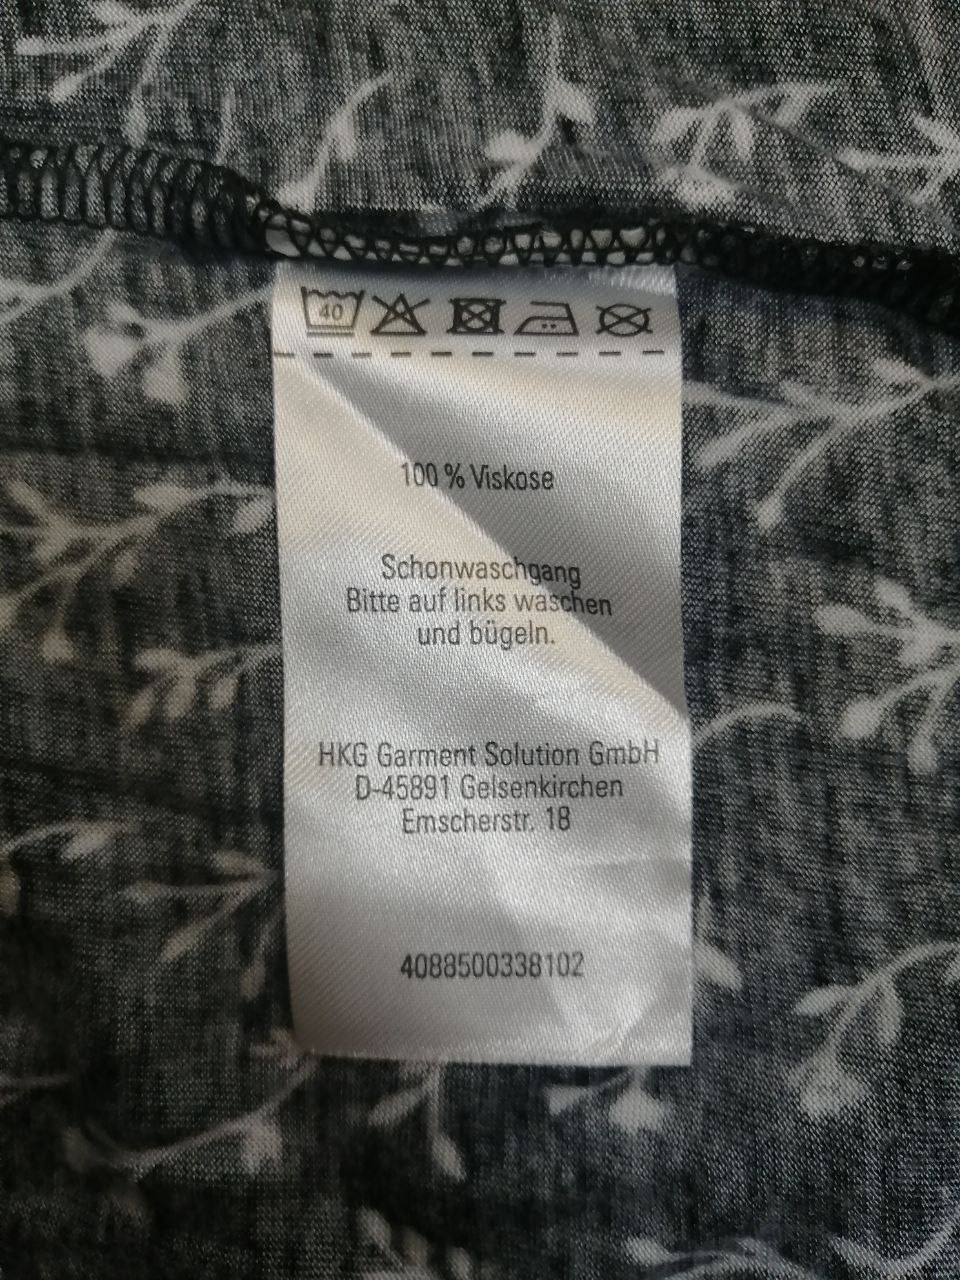 40
100 % Viskose
Schonwaschgang
Bitte auf links waschen
und bügeln.
HKG Garment Solution GmbH
D-45891 Gelsenkirchen
Emscherstr. 18
4088500338102